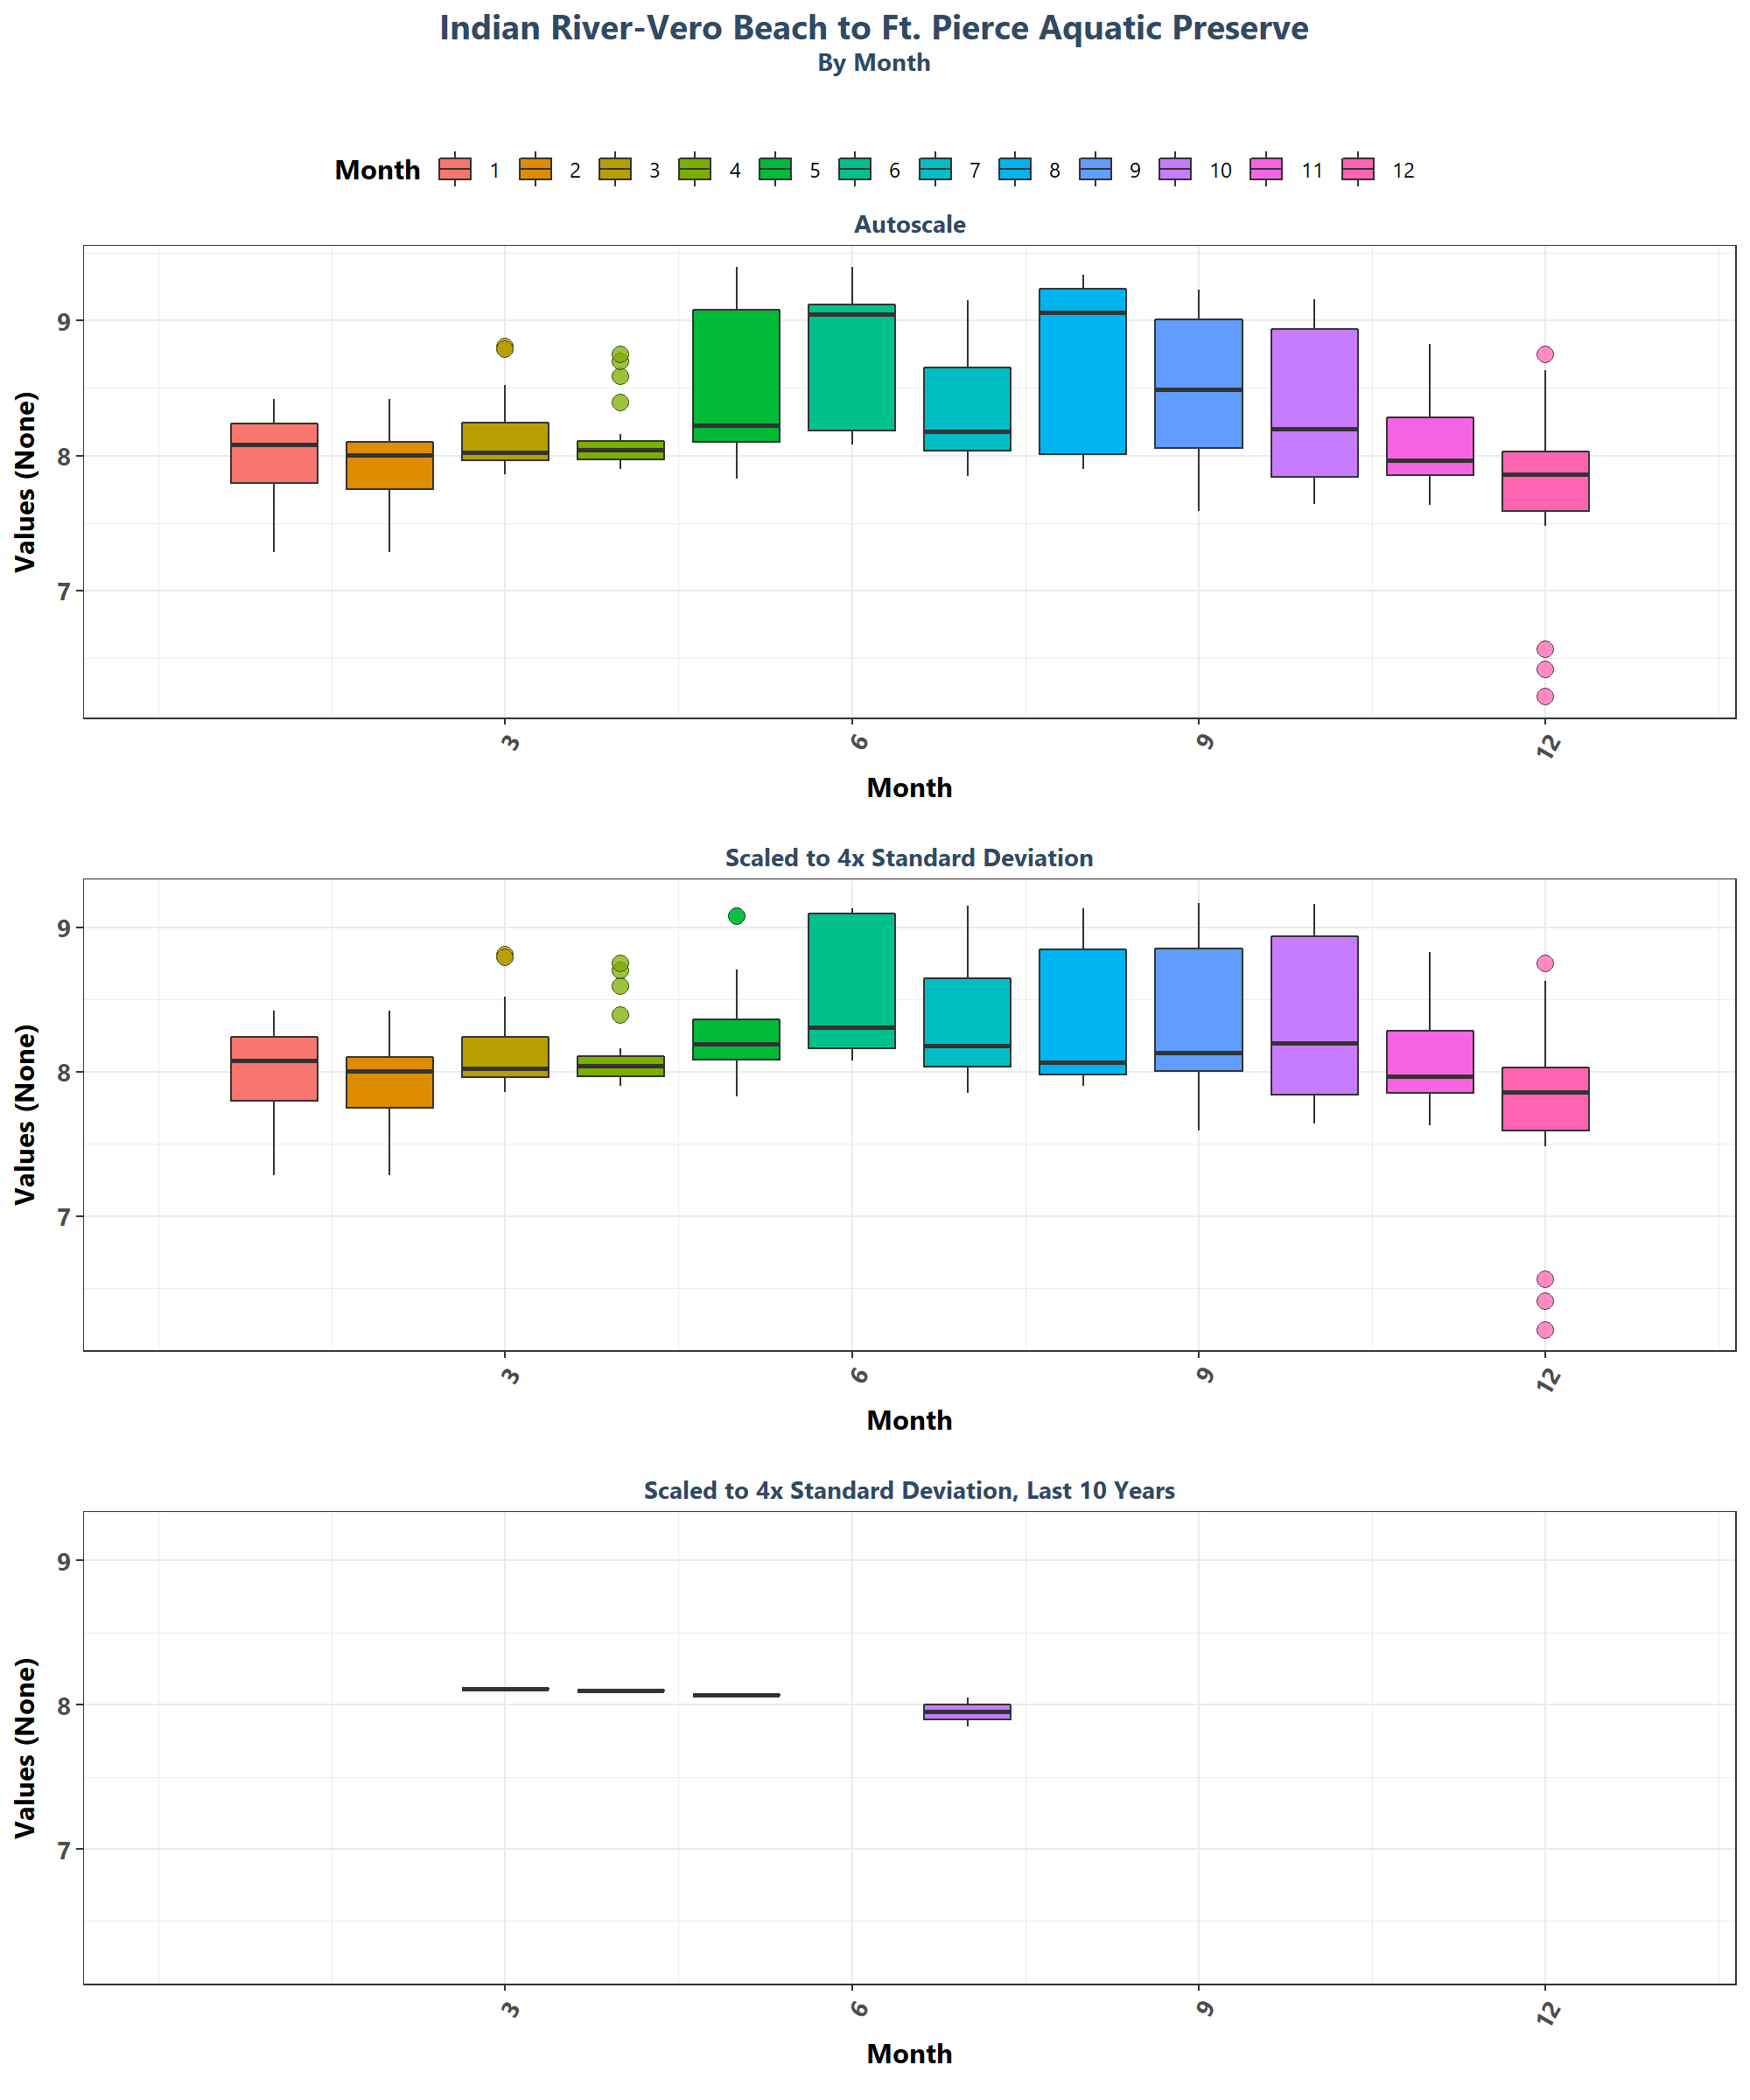 Indian River-Vero Beach to Ft. Pierce Aquatic Preserve
By Month
Month 1 2 3 4 5 6 7 8 9 10 11 12
Autoscale
Values (None)
9
8
7
3 6 9 12
Month
Scaled to 4x Standard Deviation
Values (None)
9
8
7
3 6 9 12
Month
Scaled to 4x Standard Deviation, Last 10 Years
Values (None)
9
8
7
3 6 9 12
Month